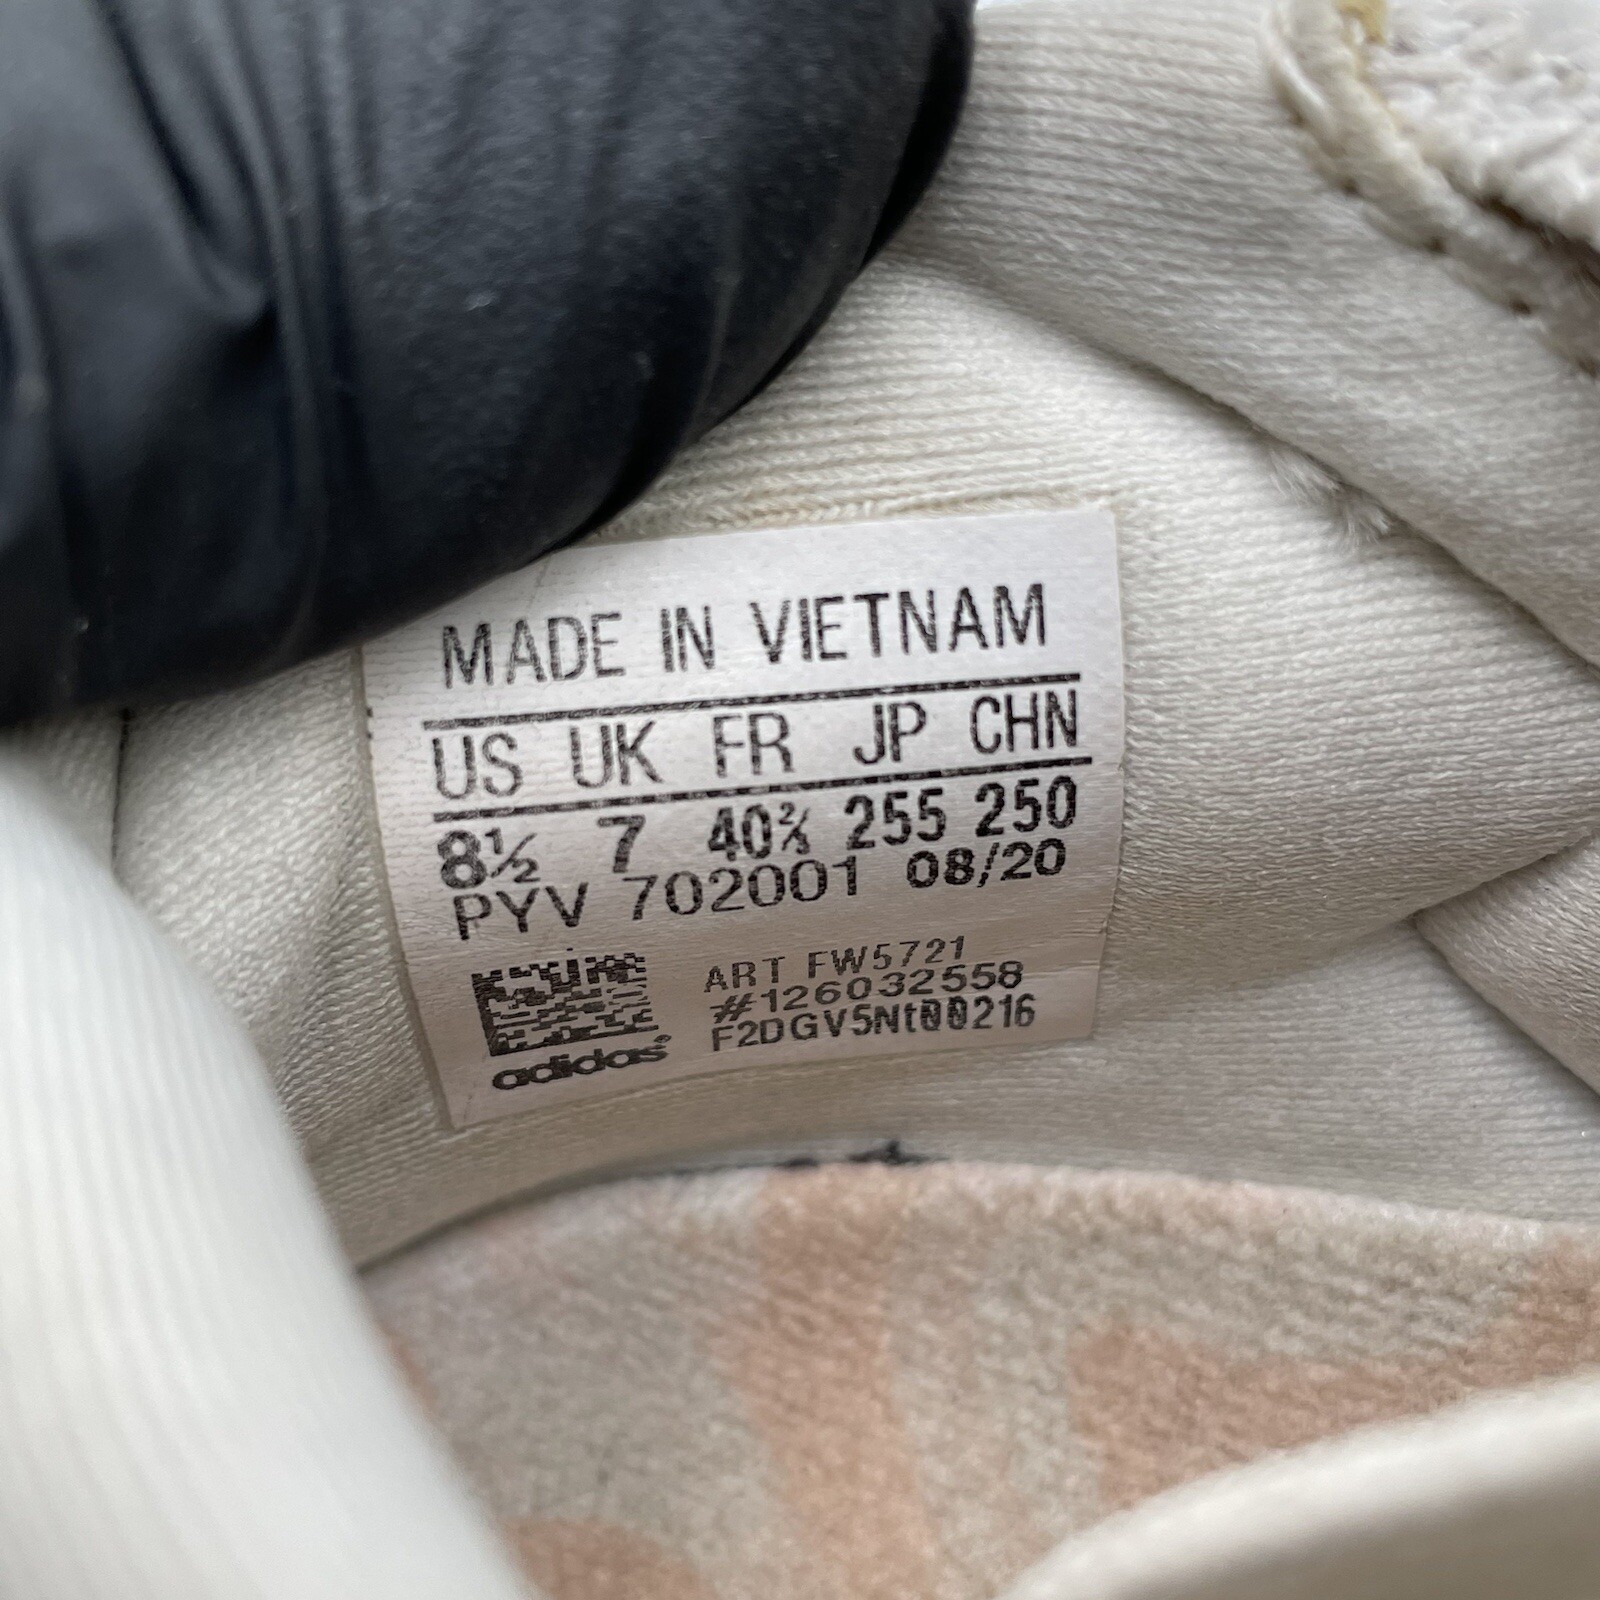 MADE IN VIETNAM
US UK FR JP CHN
8½ 7 40⅔ 255 250
PYV 702001 08/20
ART FW5721
#126032558
F2DGV5Nt00216
adidas